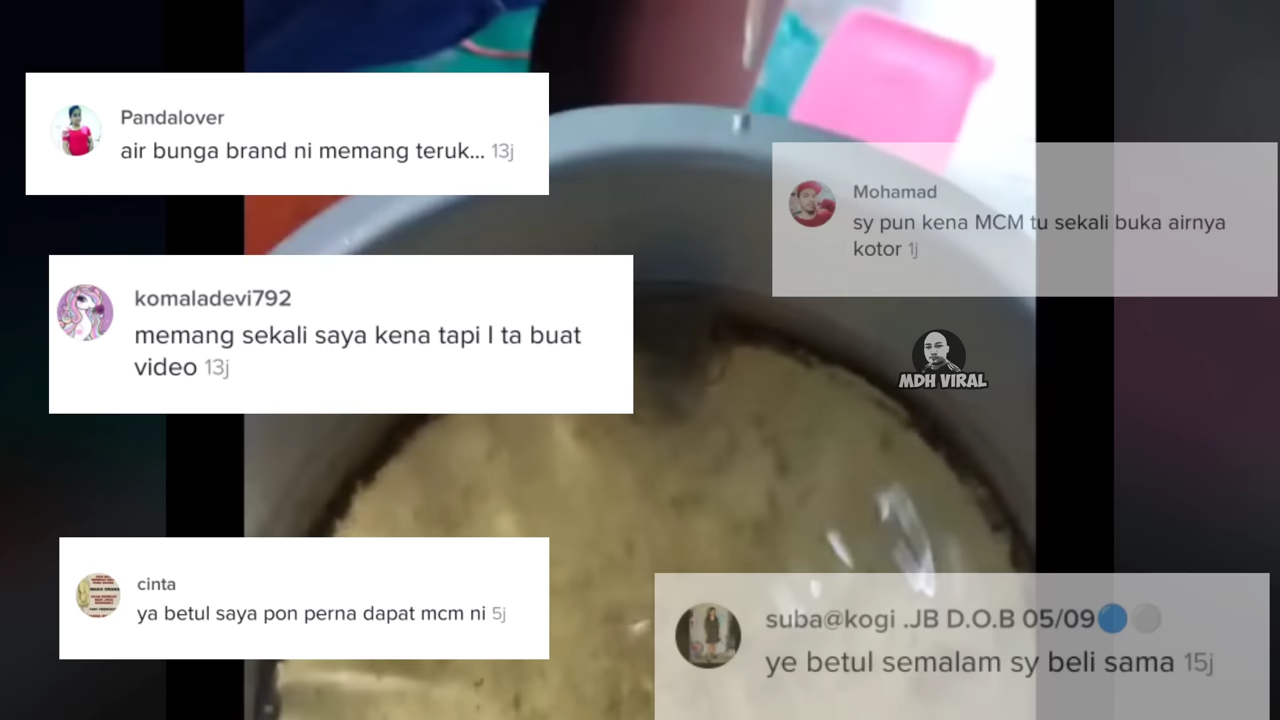 Pandalover
air bunga brand ni memang teruk... 13j
Mohamad
sy pun kena MCM tu sekali buka airnya
kotor 1j
komaladevi792
memang sekali saya kena tapi I ta buat
video 13j
MDH VIRAL
cinta
ya betul saya pon perna dapat mcm ni 5j
suba@kogi .JB D.O.B 05/09🔵⚪
ye betul semalam sy beli sama 15j